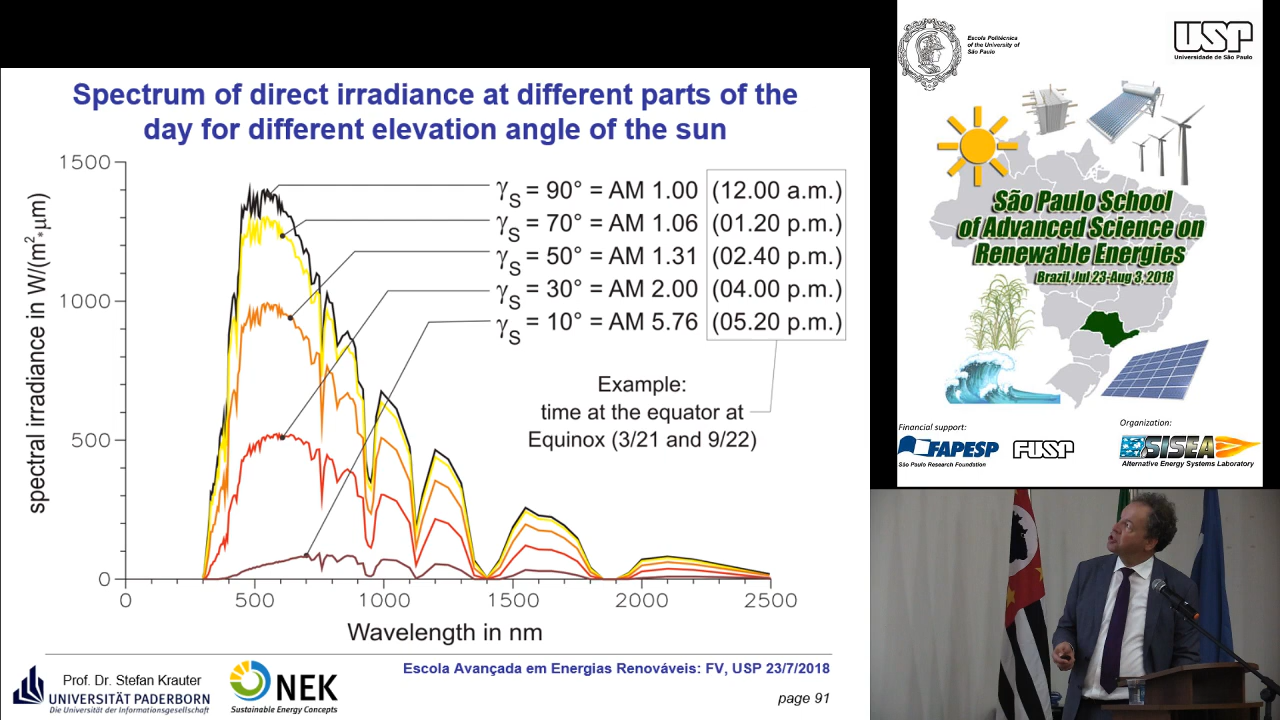 Spectrum of direct irradiance at different parts of the
day for different elevation angle of the sun
spectral irradiance in W/(m²*µm)
1500
1000
500
0
0
500
1000
1500
2000
2500
Wavelength in nm
γS = 90° = AM 1.00 (12.00 a.m.)
γS = 70° = AM 1.06 (01.20 p.m.)
γS = 50° = AM 1.31 (02.40 p.m.)
γS = 30° = AM 2.00 (04.00 p.m.)
γS = 10° = AM 5.76 (05.20 p.m.)
Example:
time at the equator at
Equinox (3/21 and 9/22)
Prof. Dr. Stefan Krauter
UNIVERSITÄT PADERBORN
Die Universität der Informationsgesellschaft
NEK
Sustainable Energy Concepts
Escola Avançada em Energias Renováveis: FV, USP 23/7/2018
page 91
Escola Politécnica
of the University of
São Paulo
USP
Universidade de São Paulo
São Paulo School
of Advanced Science on
Renewable Energies
Brazil, Jul 23-Aug 3, 2018
Financial support:
FAPESP
São Paulo Research Foundation
FUSP
Organization:
SISEA
Alternative Energy Systems Laboratory